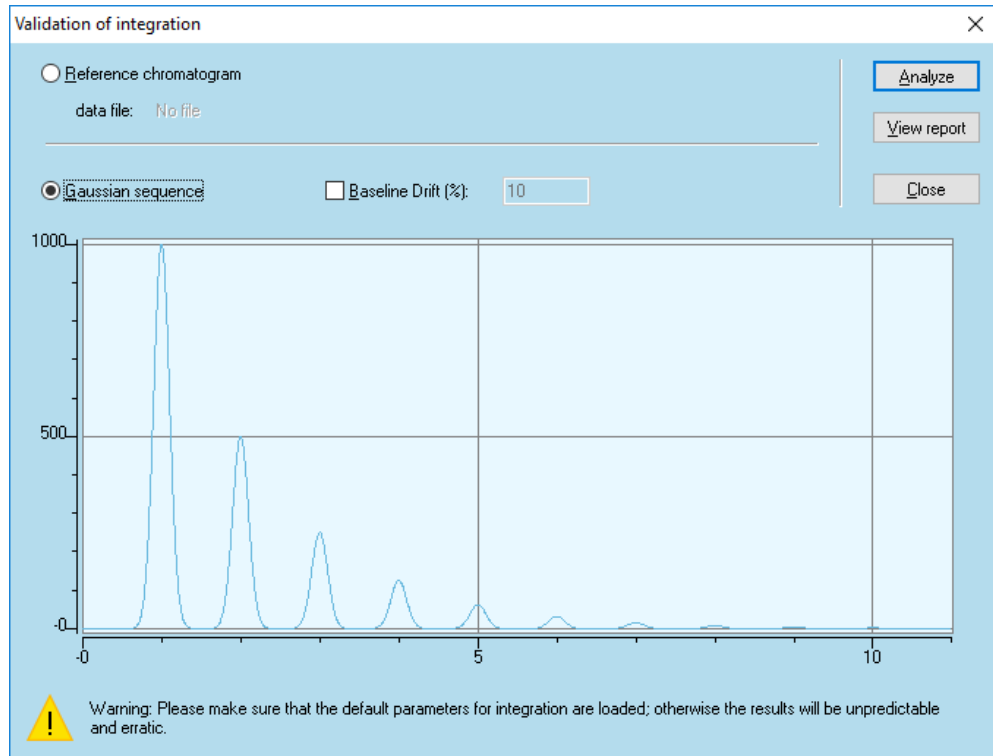 Validation of integration
Reference chromatogram
Analyze
data file: No file
View report
Gaussian sequence
Baseline Drift (%): 10
Close
1000
500
-0
-0 5 10
Warning: Please make sure that the default parameters for integration are loaded; otherwise the results will be unpredictable
and erratic.